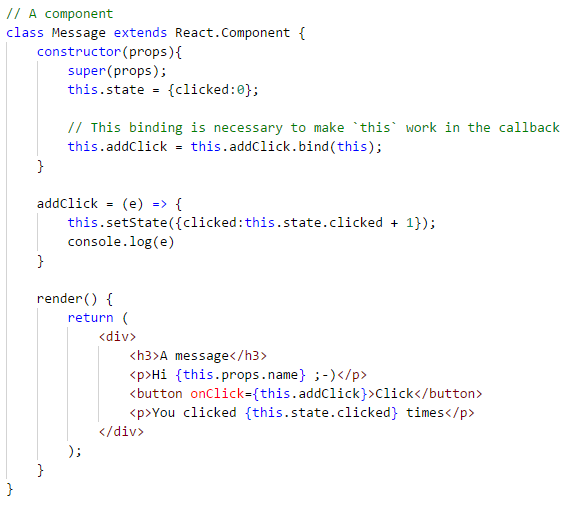 // A component
class Message extends React.Component {
    constructor(props){
        super(props);
        this.state = {clicked:0};

        // This binding is necessary to make `this` work in the callback
        this.addClick = this.addClick.bind(this);
    }

    addClick = (e) => {
        this.setState({clicked:this.state.clicked + 1});
        console.log(e)
    }

    render() {
        return (
            <div>
                <h3>A message</h3>
                <p>Hi {this.props.name} ;-)</p>
                <button onClick={this.addClick}>Click</button>
                <p>You clicked {this.state.clicked} times</p>
            </div>
        );
    }
}